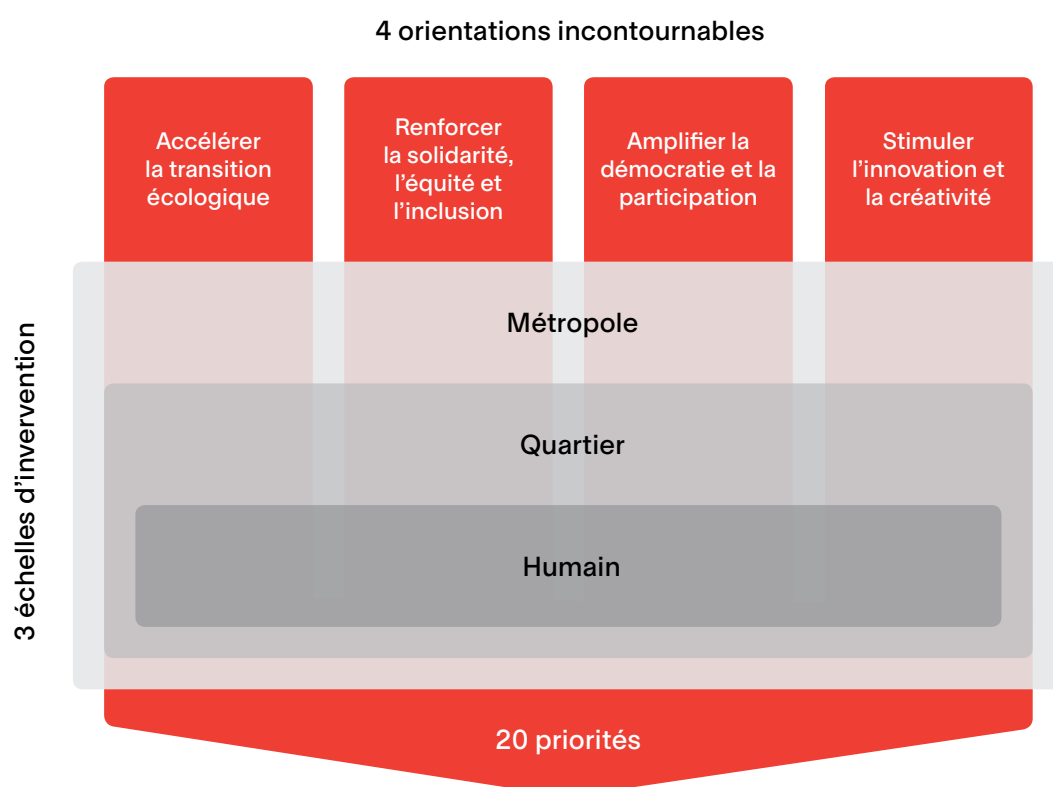 4 orientations incontournables
Accélérer
la transition
écologique
Renforcer
la solidarité,
l’équité et
l’inclusion
Amplifier la
démocratie et la
participation
Stimuler
l’innovation et
la créativité
3 échelles d’invervention
Métropole
Quartier
Humain
20 priorités